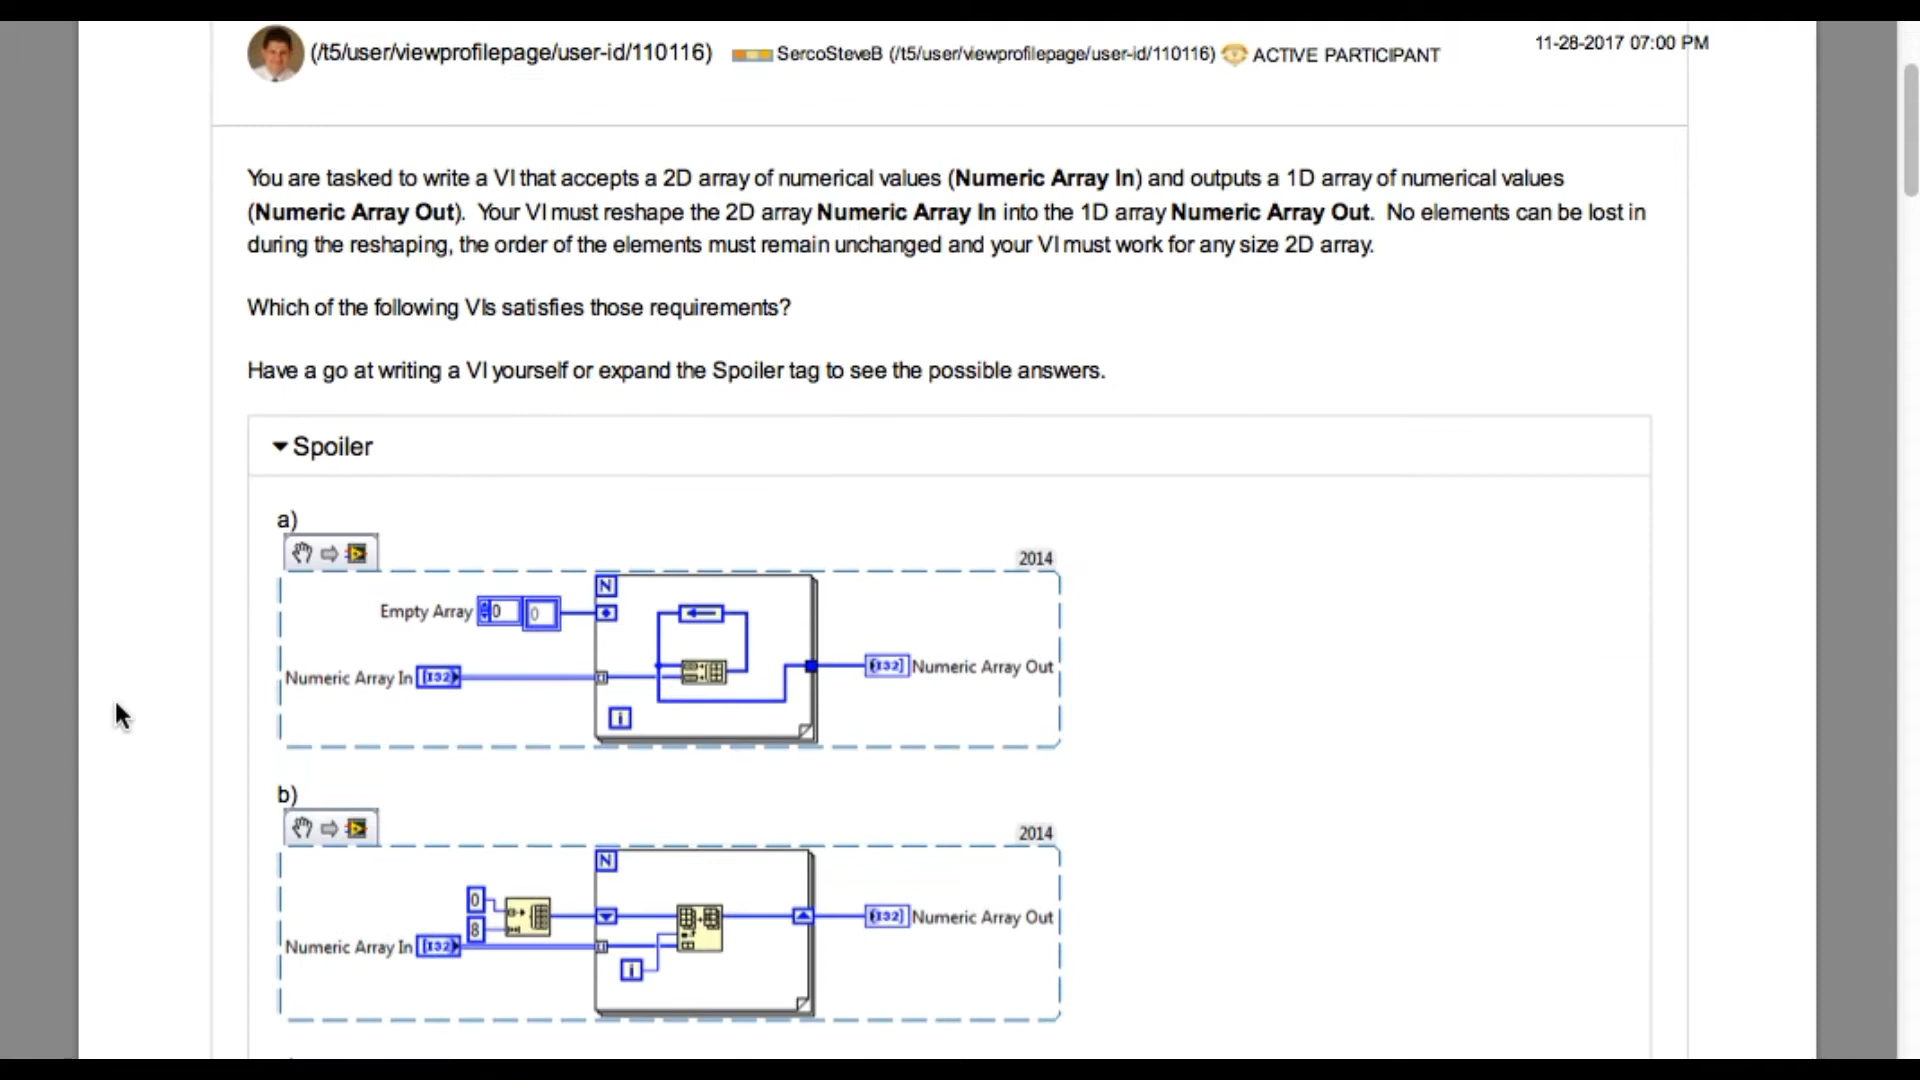 (/t5/user/viewprofilepage/user-id/110116) SercoSteveB (/t5/user/viewprofilepage/user-id/110116) ACTIVE PARTICIPANT 11-28-2017 07:00 PM
You are tasked to write a VI that accepts a 2D array of numerical values (Numeric Array In) and outputs a 1D array of numerical values
(Numeric Array Out). Your VI must reshape the 2D array Numeric Array In into the 1D array Numeric Array Out. No elements can be lost in
during the reshaping, the order of the elements must remain unchanged and your VI must work for any size 2D array.
Which of the following VIs satisfies those requirements?
Have a go at writing a VI yourself or expand the Spoiler tag to see the possible answers.
Spoiler
a)
2014
N
Empty Array 0 0
Numeric Array In [I32] [I32] Numeric Array Out
i
b)
2014
N
0
8
[I32] Numeric Array Out
Numeric Array In [I32]
i